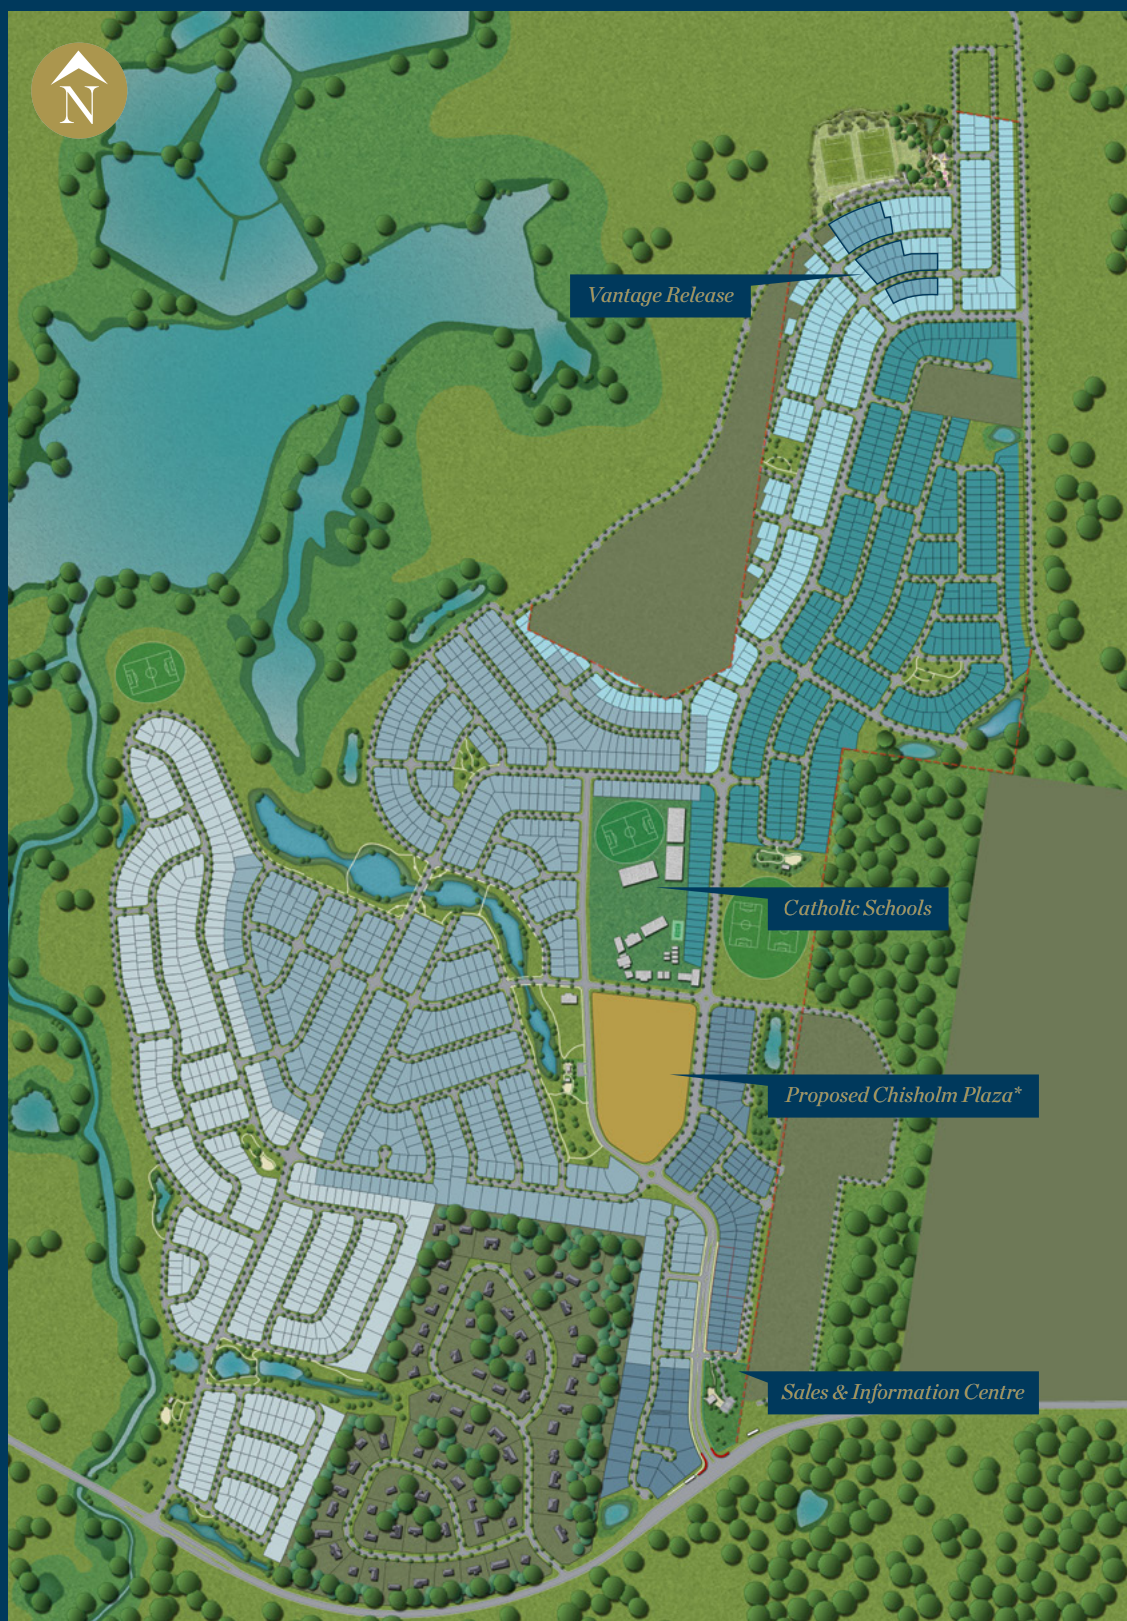 N
Vantage Release
Catholic Schools
Proposed Chisholm Plaza*
Sales & Information Centre